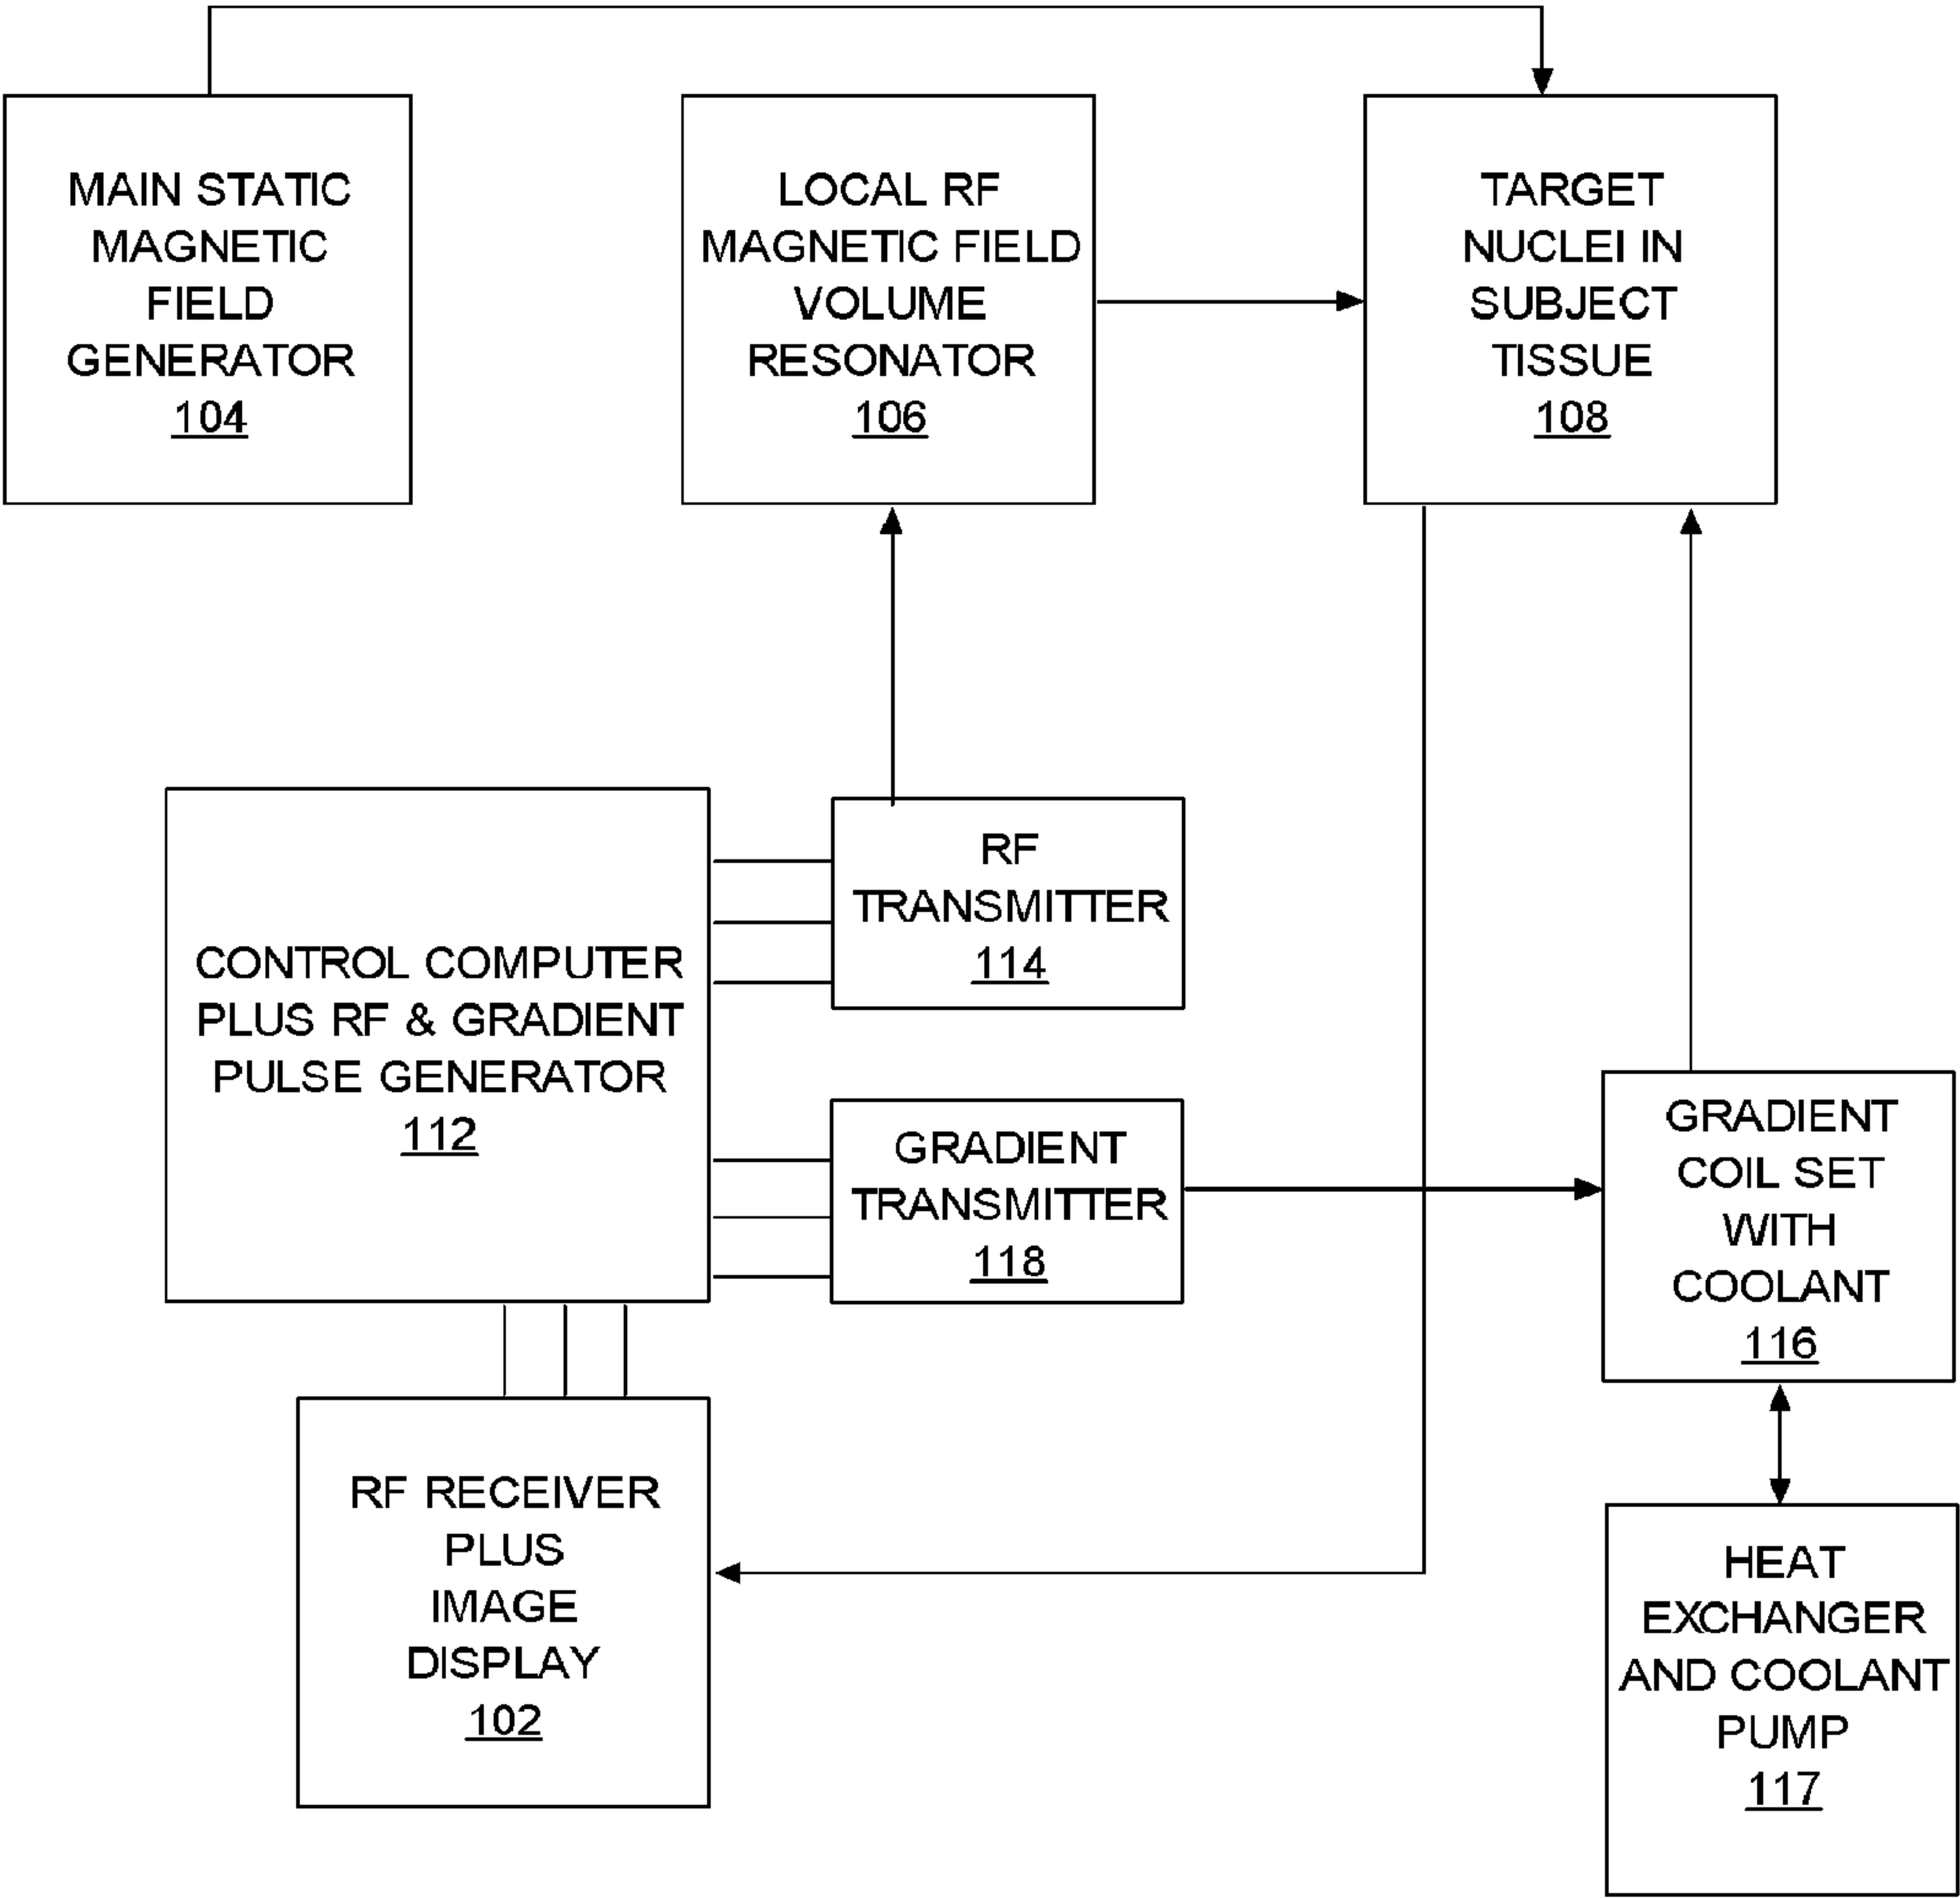 MAIN STATIC
MAGNETIC
FIELD
GENERATOR
104
LOCAL RF
MAGNETIC FIELD
VOLUME
RESONATOR
106
TARGET
NUCLEI IN
SUBJECT
TISSUE
108
CONTROL COMPUTER
PLUS RF & GRADIENT
PULSE GENERATOR
112
RF
TRANSMITTER
114
GRADIENT
TRANSMITTER
118
GRADIENT
COIL SET
WITH
COOLANT
116
RF RECEIVER
PLUS
IMAGE
DISPLAY
102
HEAT
EXCHANGER
AND COOLANT
PUMP
117